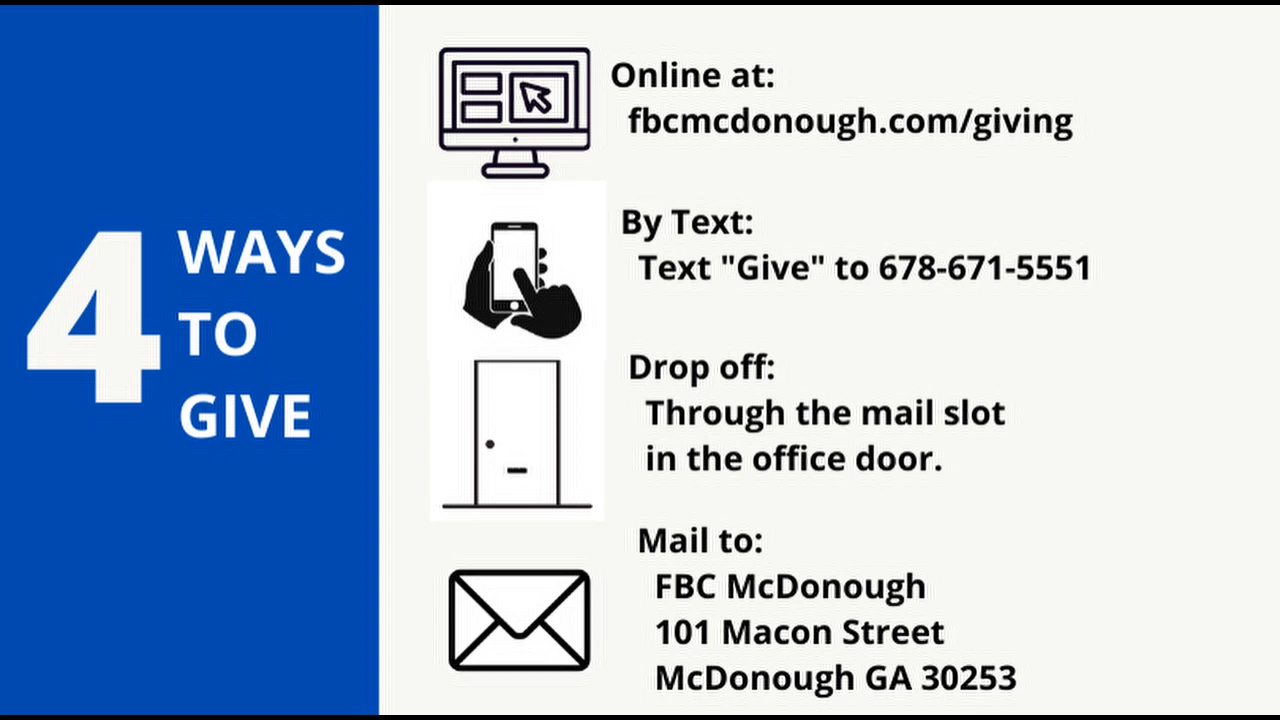 4
WAYS
TO
GIVE
Online at:
fbcmcdonough.com/giving
By Text:
Text "Give" to 678-671-5551
Drop off:
Through the mail slot
in the office door.
Mail to:
FBC McDonough
101 Macon Street
McDonough GA 30253